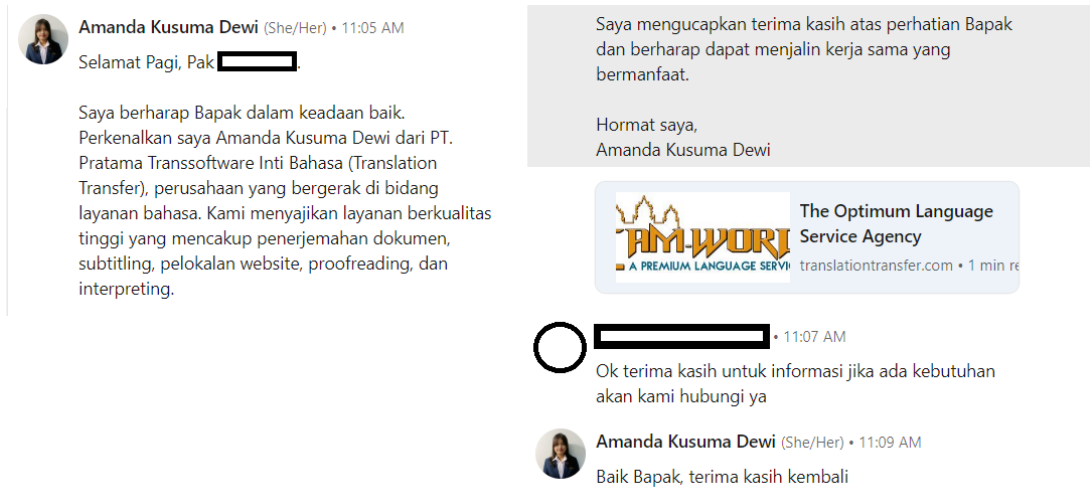 Amanda Kusuma Dewi (She/Her) • 11:05 AM
Selamat Pagi, Pak .
Saya berharap Bapak dalam keadaan baik.
Perkenalkan saya Amanda Kusuma Dewi dari PT.
Pratama Transsoftware Inti Bahasa (Translation
Transfer), perusahaan yang bergerak di bidang
layanan bahasa. Kami menyajikan layanan berkualitas
tinggi yang mencakup penerjemahan dokumen,
subtitling, pelokalan website, proofreading, dan
interpreting.
Saya mengucapkan terima kasih atas perhatian Bapak
dan berharap dapat menjalin kerja sama yang
bermanfaat.
Hormat saya,
Amanda Kusuma Dewi
A PREMIUM LANGUAGE SERVI
The Optimum Language
Service Agency
translationtransfer.com • 1 min re
• 11:07 AM
Ok terima kasih untuk informasi jika ada kebutuhan
akan kami hubungi ya
Amanda Kusuma Dewi (She/Her) • 11:09 AM
Baik Bapak, terima kasih kembali